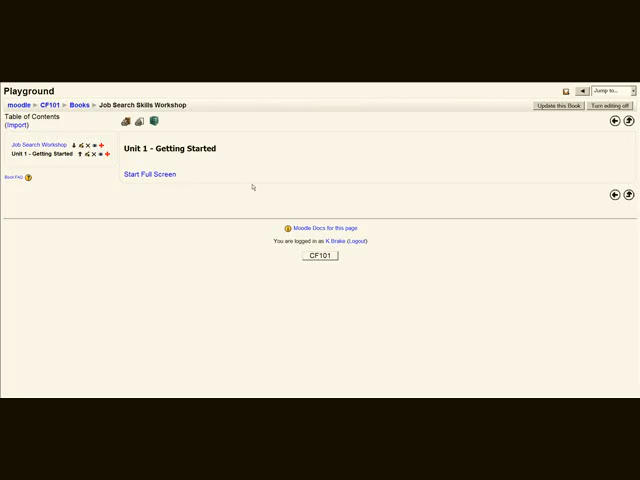 Playground
Jump to...
moodle ► CF101 ► Books ► Job Search Skills Workshop
Update this Book
Turn editing off
Table of Contents
(Import)
Job Search Workshop
Unit 1 - Getting Started
Book FAQ
Unit 1 - Getting Started
Start Full Screen
Moodle Docs for this page
You are logged in as K Brake (Logout)
CF101